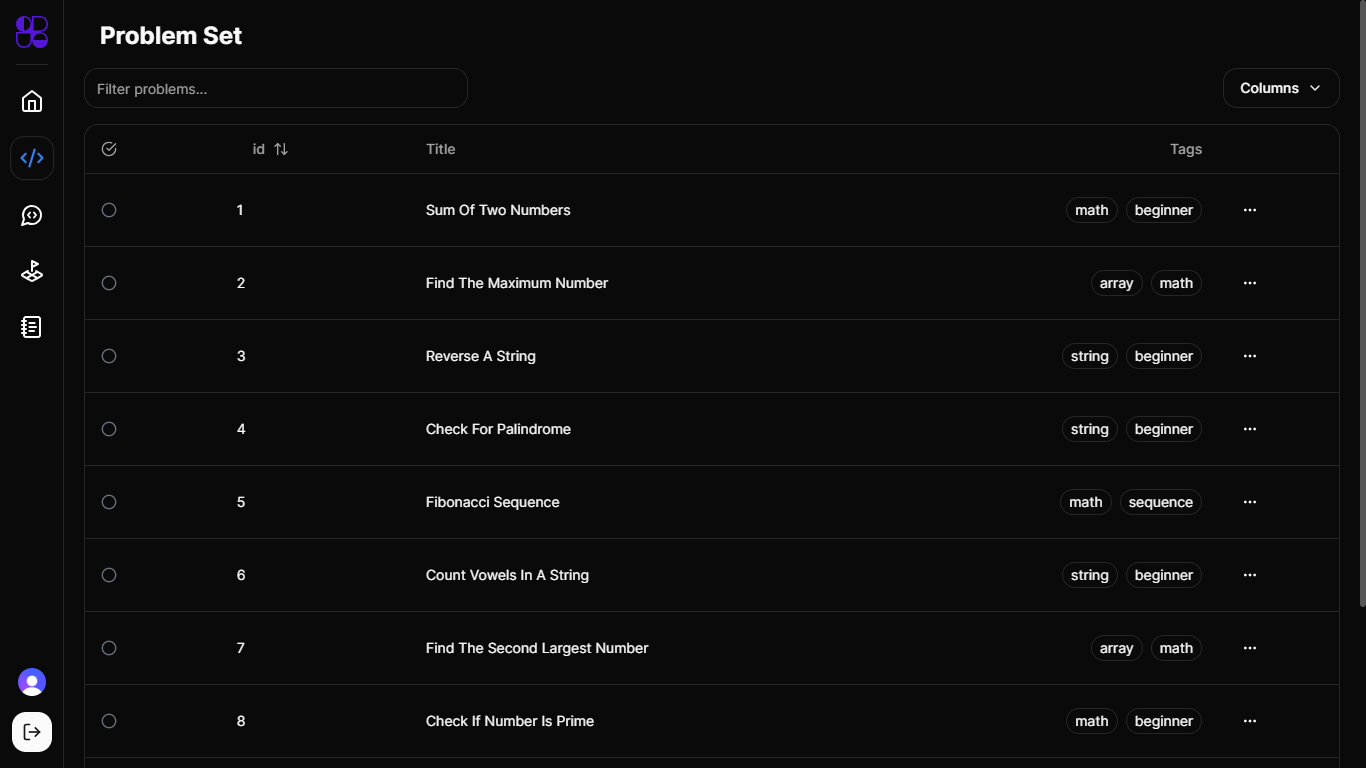 Problem Set
Filter problems...
Columns
id Title Tags
1 Sum Of Two Numbers math beginner
2 Find The Maximum Number array math
3 Reverse A String string beginner
4 Check For Palindrome string beginner
5 Fibonacci Sequence math sequence
6 Count Vowels In A String string beginner
7 Find The Second Largest Number array math
8 Check If Number Is Prime math beginner